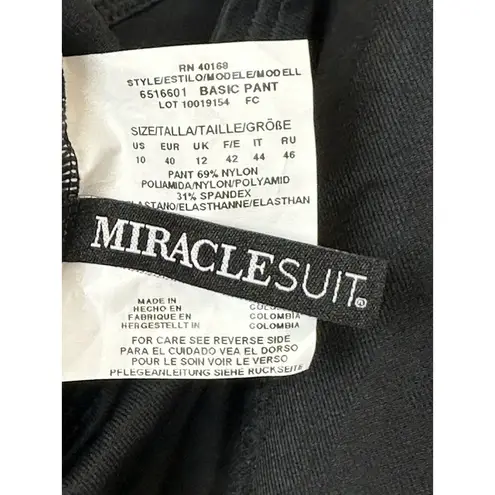 RN 40168
STYLE/ESTILO/MODELE/MODELL
6516601 BASIC PANT
LOT 10019154 FC
SIZE/TALLA/TAILLE/GRÖßE
US EUR UK F/E IT RU
10 40 12 42 44 46
PANT 69% NYLON
POLIAMIDA/NYLON/POLYAMID
31% SPANDEX
LASTANO/ELASTHANNE/ELASTHAN
MIRACLESUIT®
MADE IN
HECHO EN COLOMBIA
FABRIQUE EN COLOMBIA
HERGESTELLT IN COLOMBIA
FOR CARE SEE REVERSE SIDE
PARA EL CUIDADO VEA EL DORSO
POUR LE SOIN VOIR LE VERSO
PFLEGEANLEITUNG SIEHE RÜCKSEITE